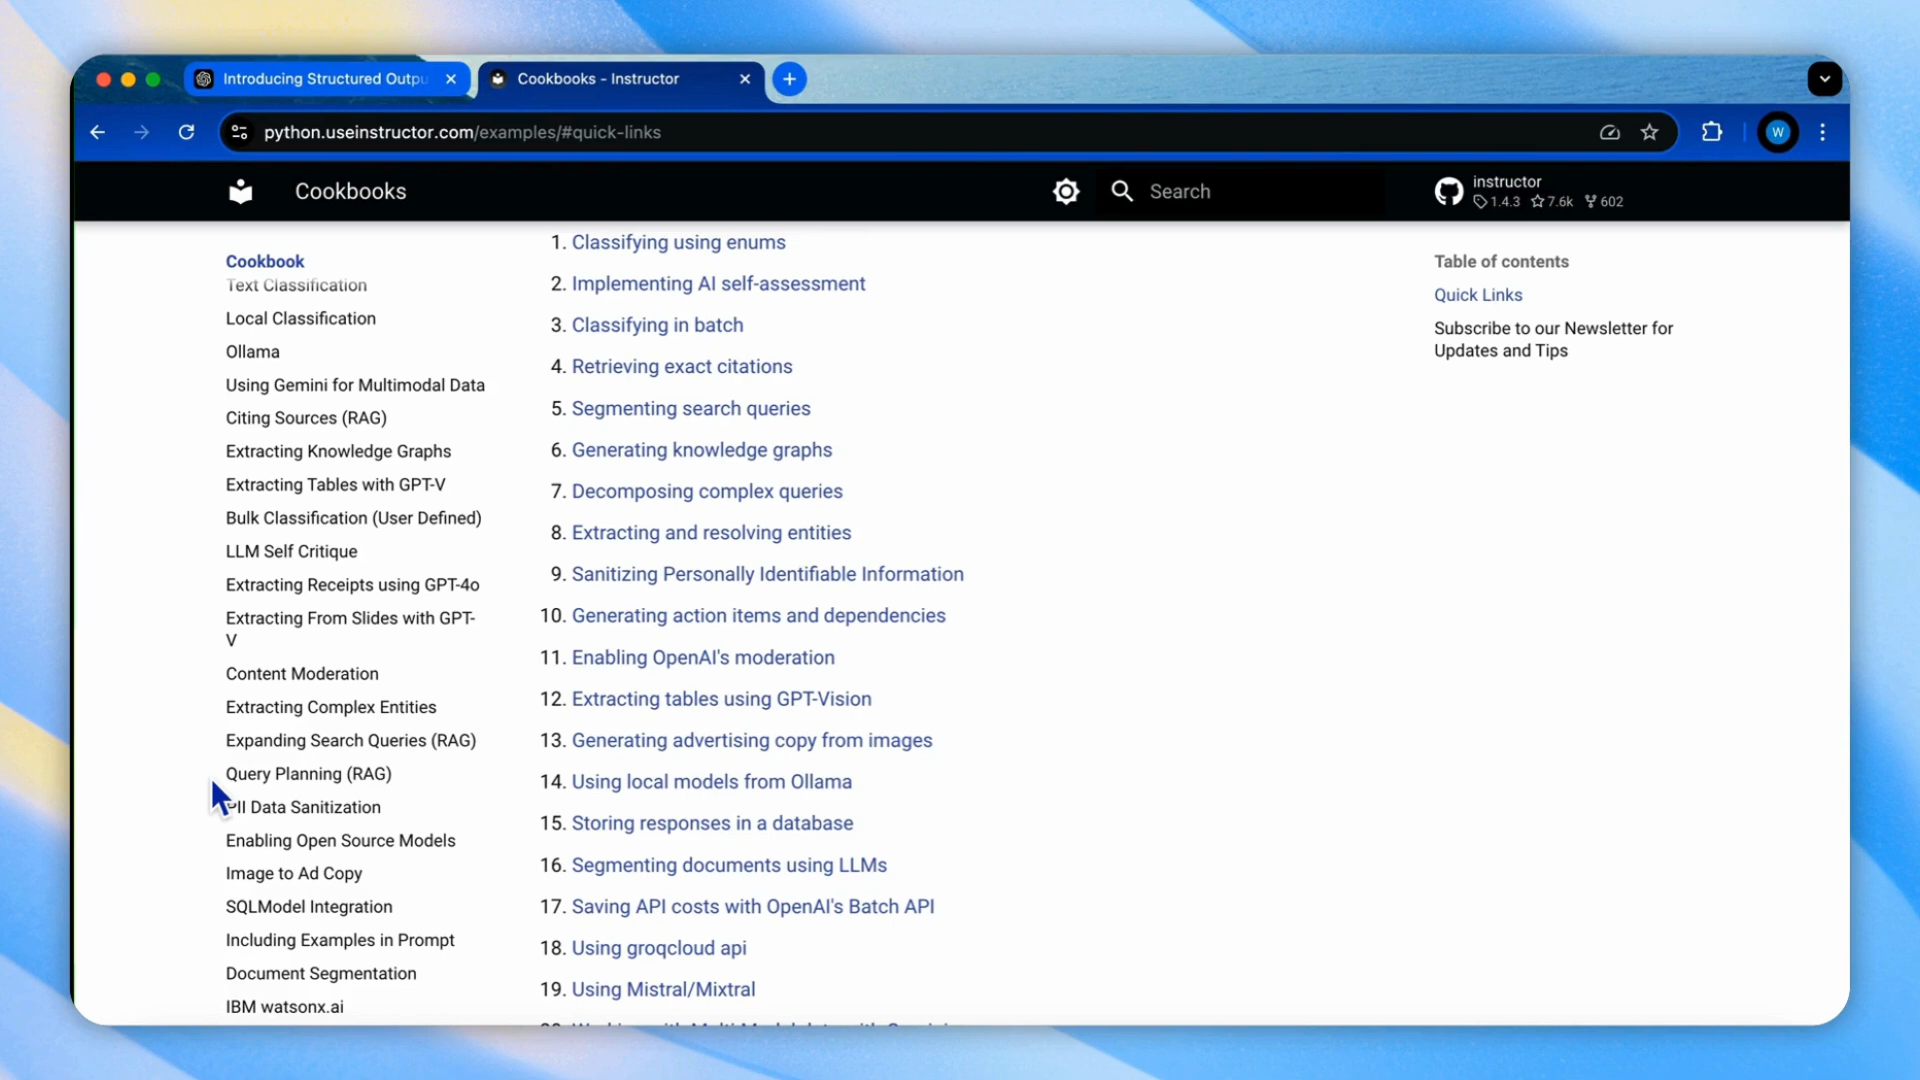 Introducing Structured Outpu
Cookbooks - Instructor
python.useinstructor.com/examples/#quick-links
W
Cookbooks
Search
instructor
1.4.3 7.6k 602
Cookbook
Text Classification
Local Classification
Ollama
Using Gemini for Multimodal Data
Citing Sources (RAG)
Extracting Knowledge Graphs
Extracting Tables with GPT-V
Bulk Classification (User Defined)
LLM Self Critique
Extracting Receipts using GPT-4o
Extracting From Slides with GPT-
V
Content Moderation
Extracting Complex Entities
Expanding Search Queries (RAG)
Query Planning (RAG)
PII Data Sanitization
Enabling Open Source Models
Image to Ad Copy
SQLModel Integration
Including Examples in Prompt
Document Segmentation
IBM watsonx.ai
1. Classifying using enums
2. Implementing AI self-assessment
3. Classifying in batch
4. Retrieving exact citations
5. Segmenting search queries
6. Generating knowledge graphs
7. Decomposing complex queries
8. Extracting and resolving entities
9. Sanitizing Personally Identifiable Information
10. Generating action items and dependencies
11. Enabling OpenAI's moderation
12. Extracting tables using GPT-Vision
13. Generating advertising copy from images
14. Using local models from Ollama
15. Storing responses in a database
16. Segmenting documents using LLMs
17. Saving API costs with OpenAI's Batch API
18. Using groqcloud api
19. Using Mistral/Mixtral
Table of contents
Quick Links
Subscribe to our Newsletter for
Updates and Tips